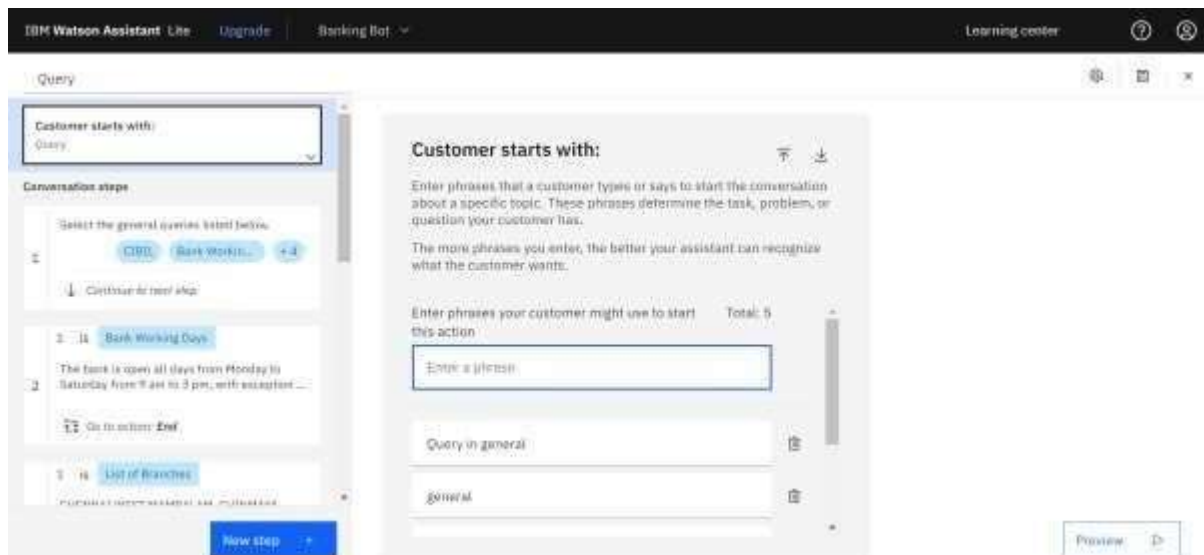 IBM Watson Assistant Lite Upgrade Banking Bot Learning center
Query
Customer starts with:
Query
Conversation steps
Select the general queries listed below.
1 CIBIL Bank Workin... +4
Continue to next step
1 is Bank Working Days
The bank is open all days from Monday to
2 Saturday from 9 am to 3 pm, with exception ...
Go to action: End
1 is List of Branches
New step +
Customer starts with:
Enter phrases that a customer types or says to start the conversation
about a specific topic. These phrases determine the task, problem, or
question your customer has.
The more phrases you enter, the better your assistant can recognize
what the customer wants.
Enter phrases your customer might use to start Total: 5
this action
Enter a phrase
Query in general
general
Preview